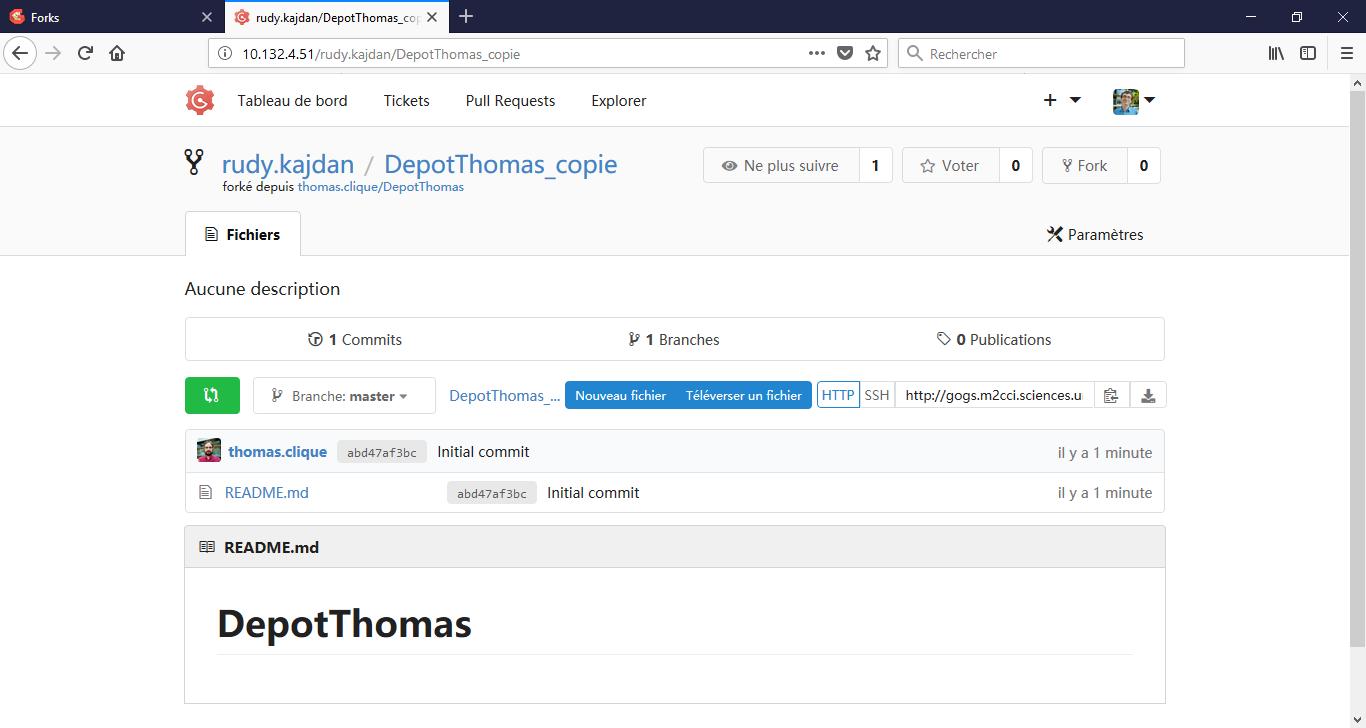 Forks
rudy.kajdan/DepotThomas_cop
10.132.4.51/rudy.kajdan/DepotThomas_copie
Rechercher
Tableau de bord Tickets Pull Requests Explorer
rudy.kajdan / DepotThomas_copie
Ne plus suivre 1 Voter 0 Fork 0
forké depuis thomas.clique/DepotThomas
Fichiers
Paramètres
Aucune description
1 Commits 1 Branches 0 Publications
Branche: master DepotThomas_... Nouveau fichier Téléverser un fichier HTTP SSH http://gogs.m2cci.sciences.u
thomas.clique abd47af3bc Initial commit il y a 1 minute
README.md abd47af3bc Initial commit il y a 1 minute
README.md
DepotThomas